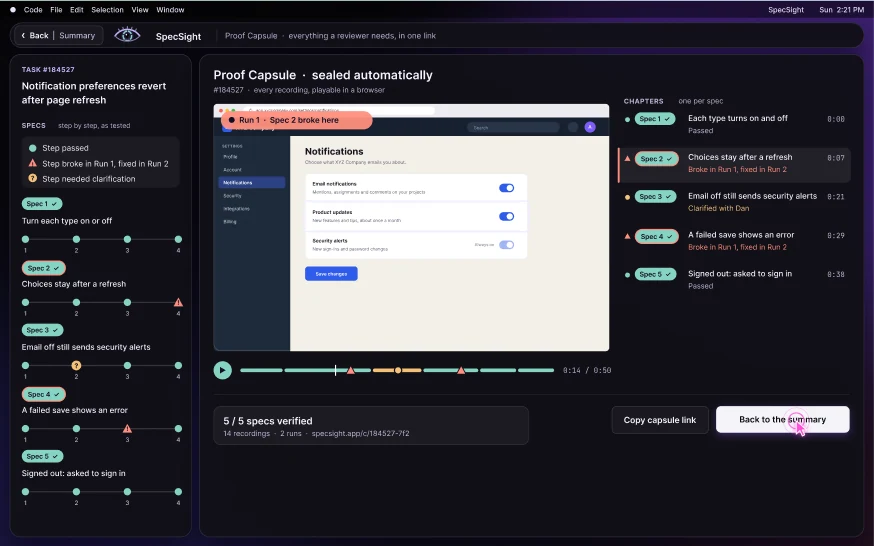 Code File Edit Selection View Window SpecSight Sun 2:21 PM
Back | Summary SpecSight Proof Capsule · everything a reviewer needs, in one link
TASK #184527
Notification preferences revert
after page refresh
SPECS step by step, as tested
Step passed
Step broke in Run 1, fixed in Run 2
? Step needed clarification
Spec 1 ✓
Turn each type on or off
1 2 3 4
Spec 2 ✓
Choices stay after a refresh
1 2 3 4
Spec 3 ✓
Email off still sends security alerts
?
1 2 3 4
Spec 4 ✓
A failed save shows an error
1 2 3 4
Spec 5 ✓
Signed out: asked to sign in
1 2 3 4
Proof Capsule · sealed automatically
#184527 · every recording, playable in a browser
Run 1 · Spec 2 broke here
Search
A
SETTINGS
Profile
Account
Notifications
Security
Integrations
Billing
Notifications
Choose what XYZ Company emails you about.
Email notifications
Mentions, assignments and comments on your projects
Product updates
New features and tips, about once a month
Security alerts
New sign-ins and password changes
Always on
Save changes
0:14 / 0:50
CHAPTERS one per spec
Spec 1 ✓ Each type turns on and off 0:00
Passed
Spec 2 ✓ Choices stay after a refresh 0:07
Broke in Run 1, fixed in Run 2
Spec 3 ✓ Email off still sends security alerts 0:21
Clarified with Dan
Spec 4 ✓ A failed save shows an error 0:29
Broke in Run 1, fixed in Run 2
Spec 5 ✓ Signed out: asked to sign in 0:38
Passed
5 / 5 specs verified
14 recordings · 2 runs · specsight.app/c/184527-7f2
Copy capsule link
Back to the summary